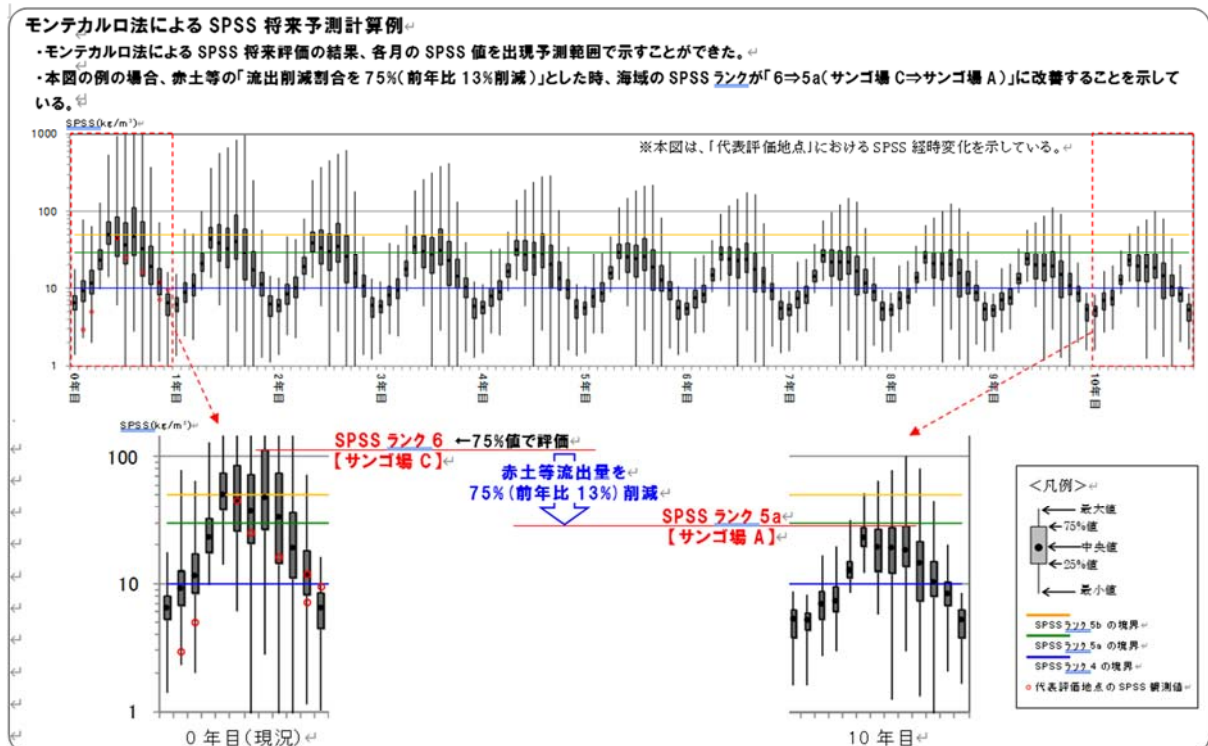 モンテカルロ法による SPSS 将来予測計算例
・モンテカルロ法による SPSS 将来評価の結果、各月の SPSS 値を出現予測範囲で示すことができた。
・本図の例の場合、赤土等の「流出削減割合を 75%(前年比 13%削減)」とした時、海域の SPSS ランクが「6⇒5a(サンゴ場 C⇒サンゴ場 A)」に改善することを示して
いる。
SPSS(kg/m³)
※本図は、「代表評価地点」における SPSS 経時変化を示している。
1000
100
10
1
0年目
1年目
2年目
3年目
4年目
5年目
6年目
7年目
8年目
9年目
10年目
SPSS(kg/m³)
100
10
1
SPSS ランク 6 ←75%値で評価
【サンゴ場 C】
赤土等流出量を
75%(前年比 13%)削減
SPSS ランク 5a
【サンゴ場 A】
0 年目(現況)
10 年目
<凡例>
最大値
75%値
中央値
25%値
最小値
SPSS ランク 5b の境界
SPSS ランク 5a の境界
SPSS ランク 4 の境界
代表評価地点の SPSS 観測値